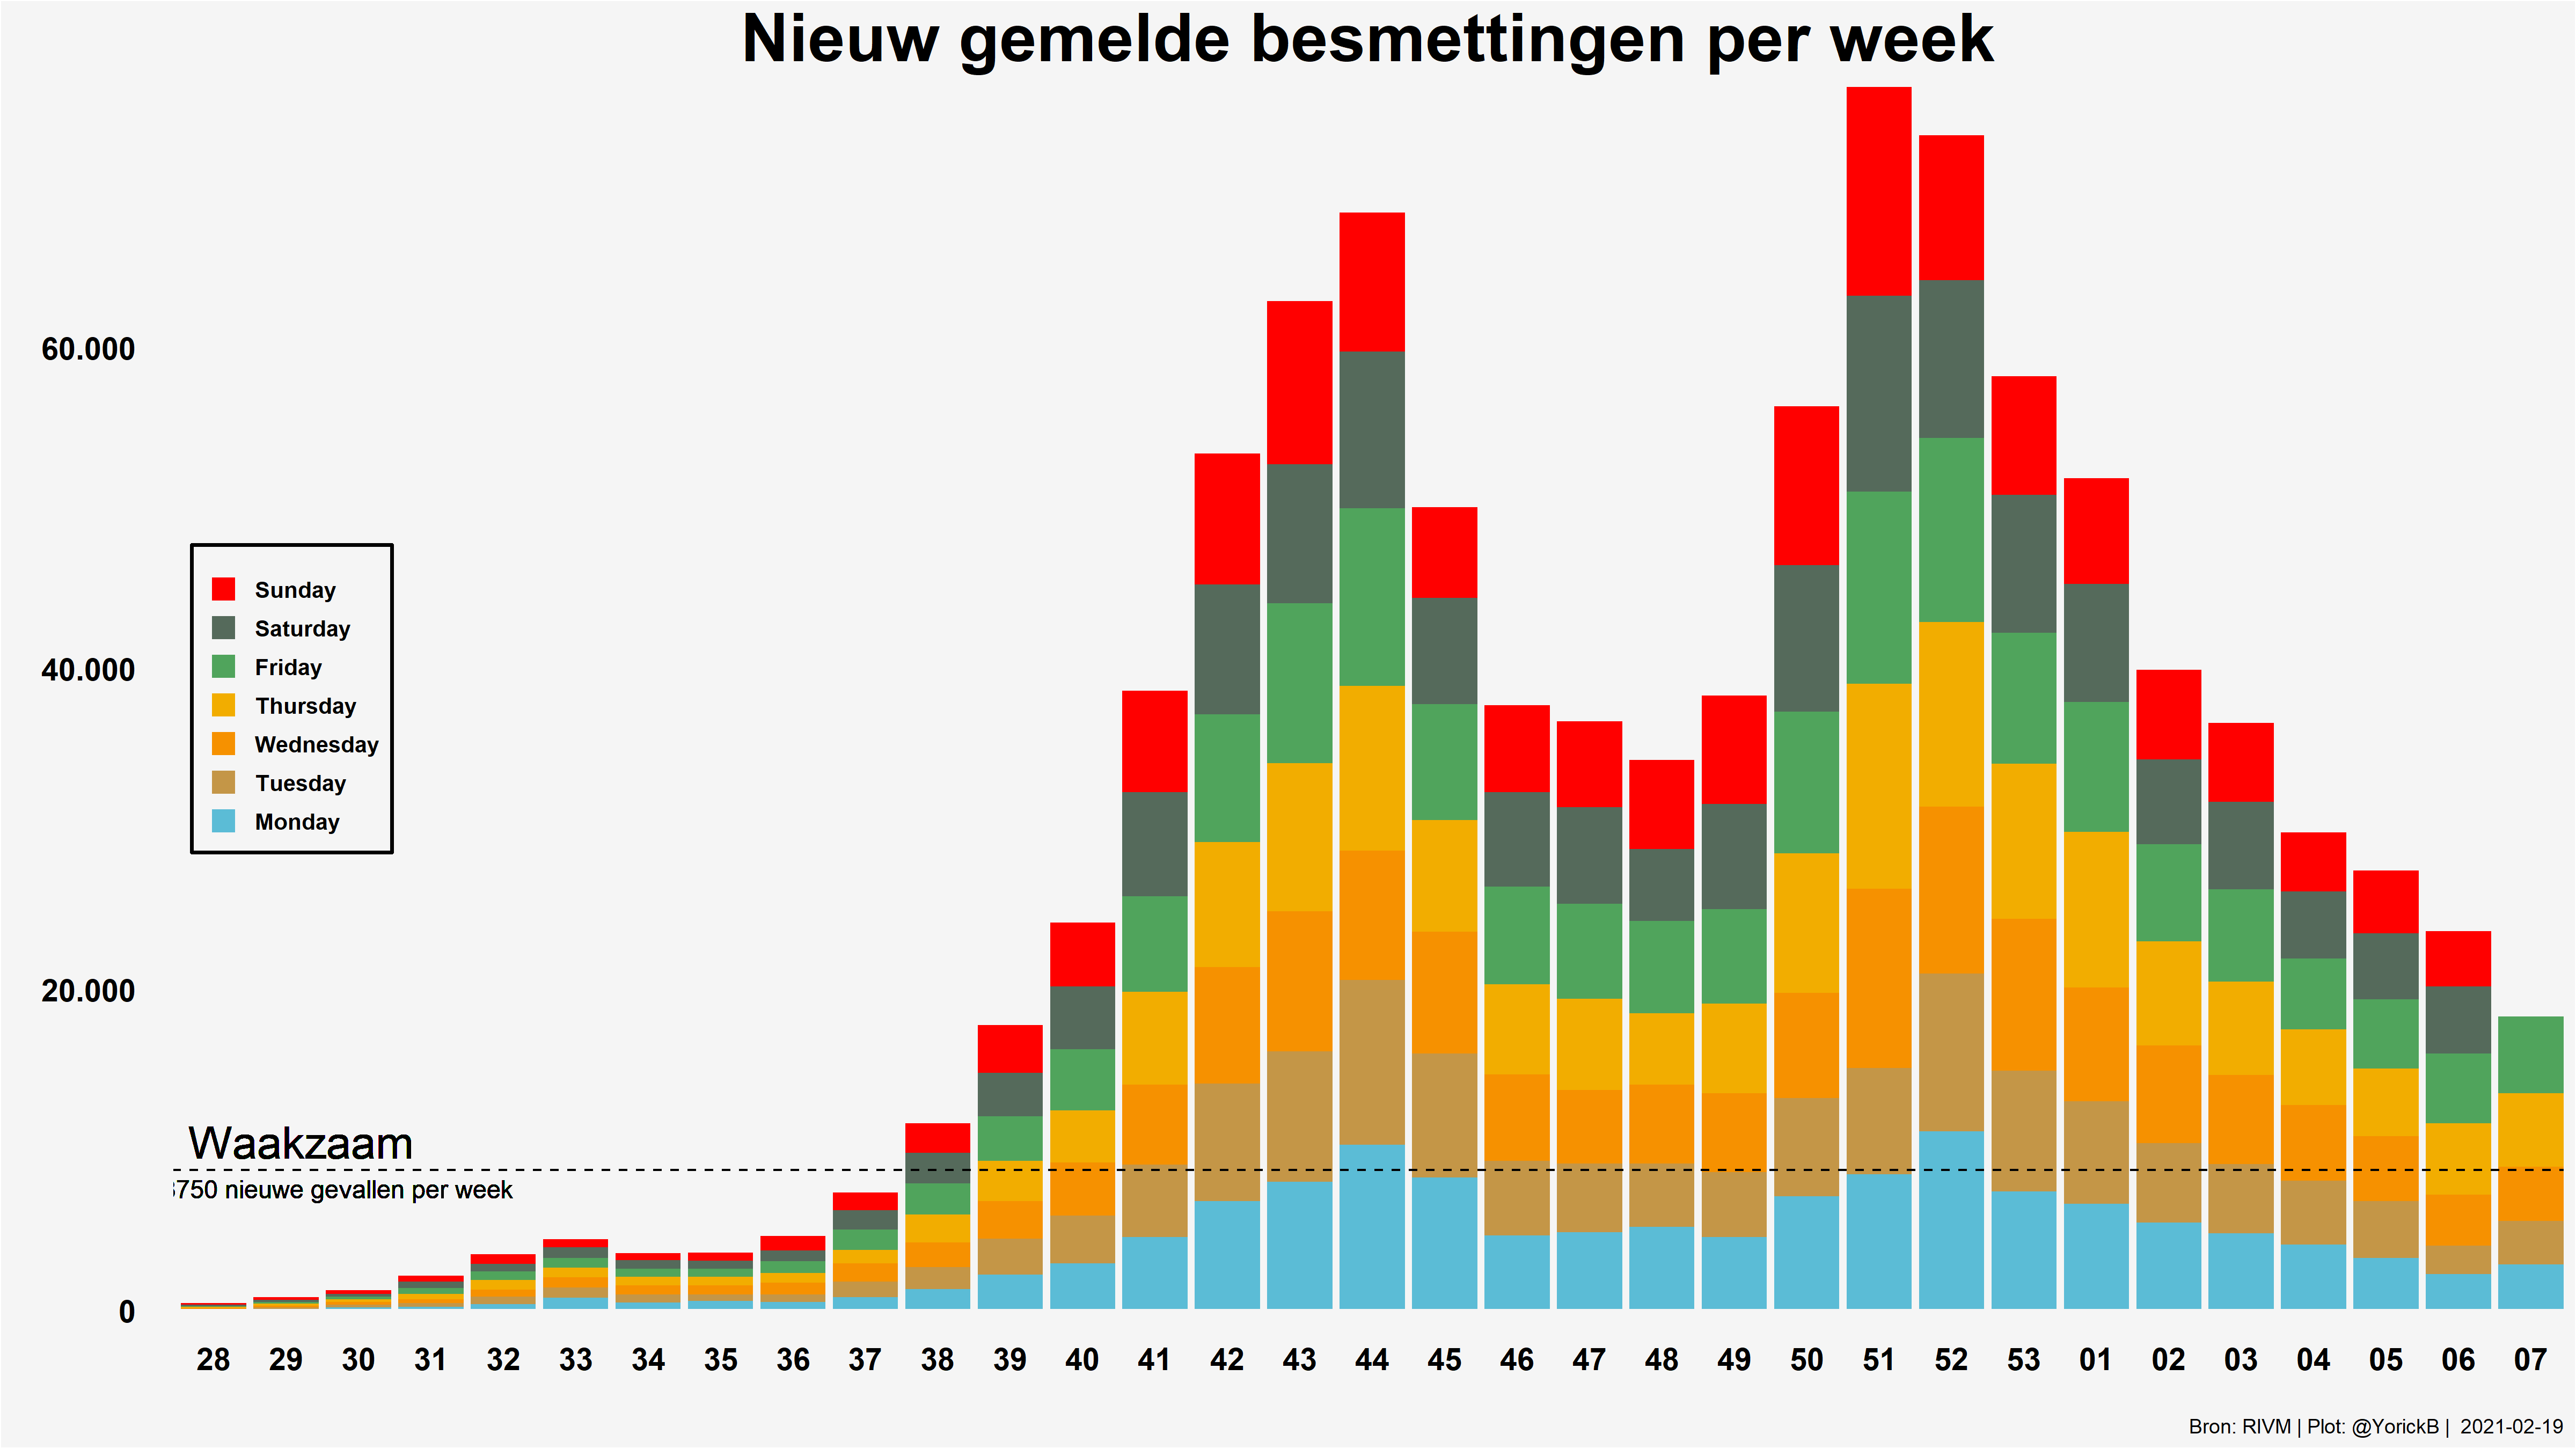 Nieuw gemelde besmettingen per week
60.000
40.000
20.000
0
Sunday
Saturday
Friday
Thursday
Wednesday
Tuesday
Monday
Waakzaam
750 nieuwe gevallen per week
28 29 30 31 32 33 34 35 36 37 38 39 40 41 42 43 44 45 46 47 48 49 50 51 52 53 01 02 03 04 05 06 07
Bron: RIVM | Plot: @YorickB | 2021-02-19